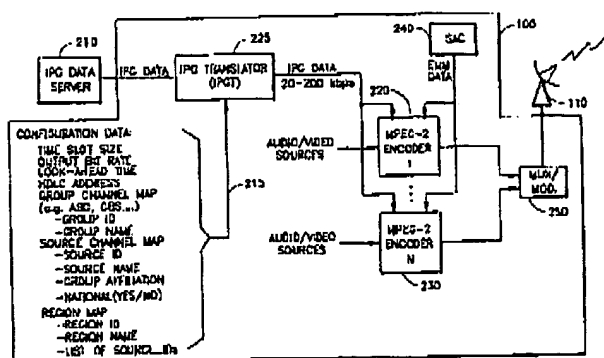 210
225
240
100
IPG DATA
SERVER
IPG DATA
IPG TRANSLATOR
(IPGT)
IPG DATA
20-200 kbps
SAC
EMM
DATA
220
110
CONFIGURATION DATA:
TIME SLOT SIZE
OUTPUT BIT RATE
LOOK-AHEAD TIME
HDLC ADDRESS
GROUP CHANNEL MAP
(e.g. ABC, CBS...)
-GROUP ID
-GROUP NAME
SOURCE CHANNEL MAP
-SOURCE ID
-SOURCE NAME
-GROUP AFFILIATION
-NATIONAL(YES/NO)
REGION MAP
-REGION ID
-REGION NAME
-LIST OF SOURCE_IDs
215
AUDIO/VIDEO
SOURCES
MPEG-2
ENCODER
1
MUX/
MOD.
250
AUDIO/VIDEO
SOURCES
MPEG-2
ENCODER
N
230